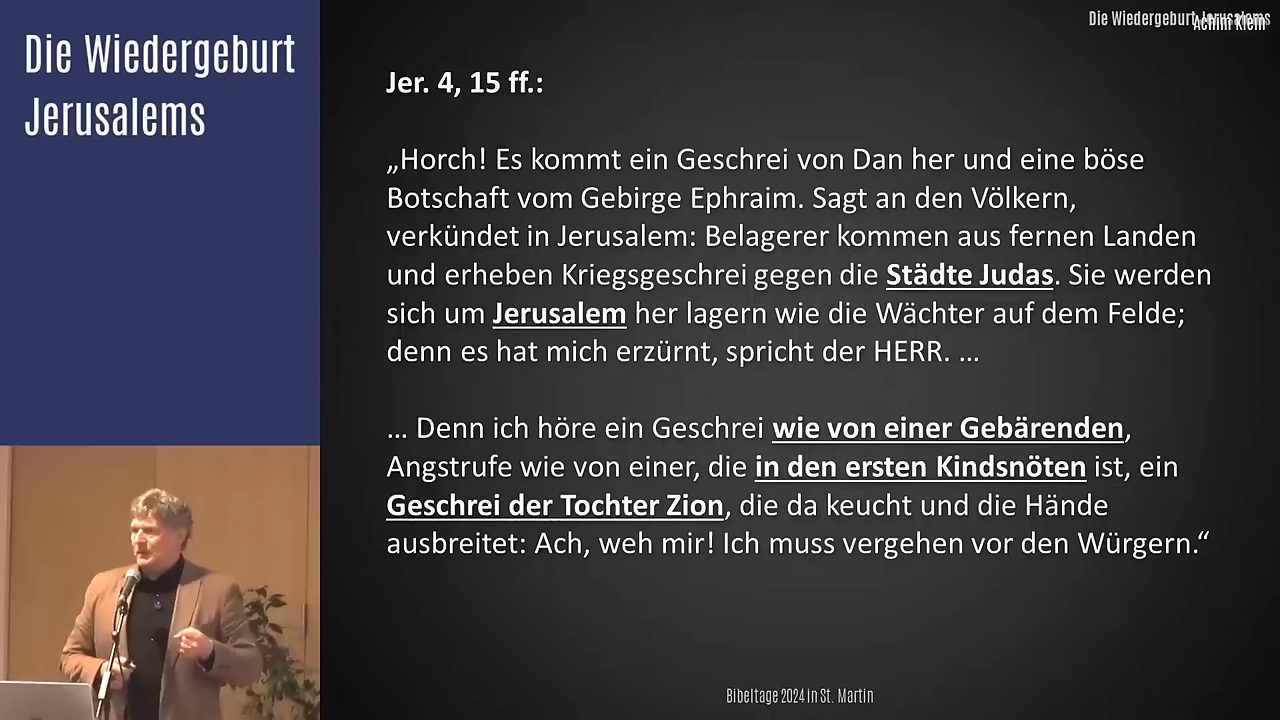 Die Wiedergeburt
Jerusalems
Die Wiedergeburt Jerusalems
Achim Klein
Jer. 4, 15 ff.:
„Horch! Es kommt ein Geschrei von Dan her und eine böse
Botschaft vom Gebirge Ephraim. Sagt an den Völkern,
verkündet in Jerusalem: Belagerer kommen aus fernen Landen
und erheben Kriegsgeschrei gegen die Städte Judas. Sie werden
sich um Jerusalem her lagern wie die Wächter auf dem Felde;
denn es hat mich erzürnt, spricht der HERR. ...
... Denn ich höre ein Geschrei wie von einer Gebärenden,
Angstrufe wie von einer, die in den ersten Kindsnöten ist, ein
Geschrei der Tochter Zion, die da keucht und die Hände
ausbreitet: Ach, weh mir! Ich muss vergehen vor den Würgern.“
Bibeltage 2024 in St. Martin